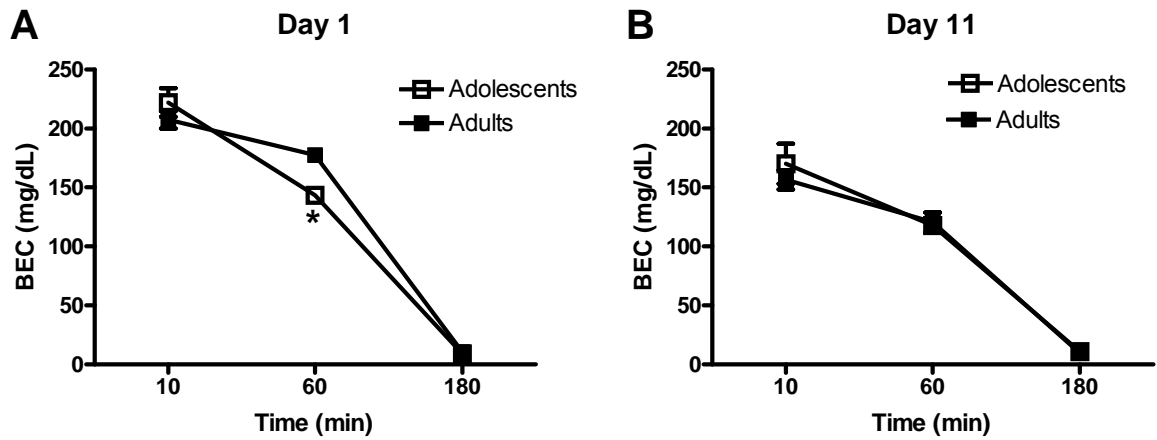 A
Day 1
250
200
150
100
50
0
BEC (mg/dL)
Adolescents
Adults
*
10 60 180
Time (min)
B
Day 11
250
200
150
100
50
0
BEC (mg/dL)
Adolescents
Adults
10 60 180
Time (min)